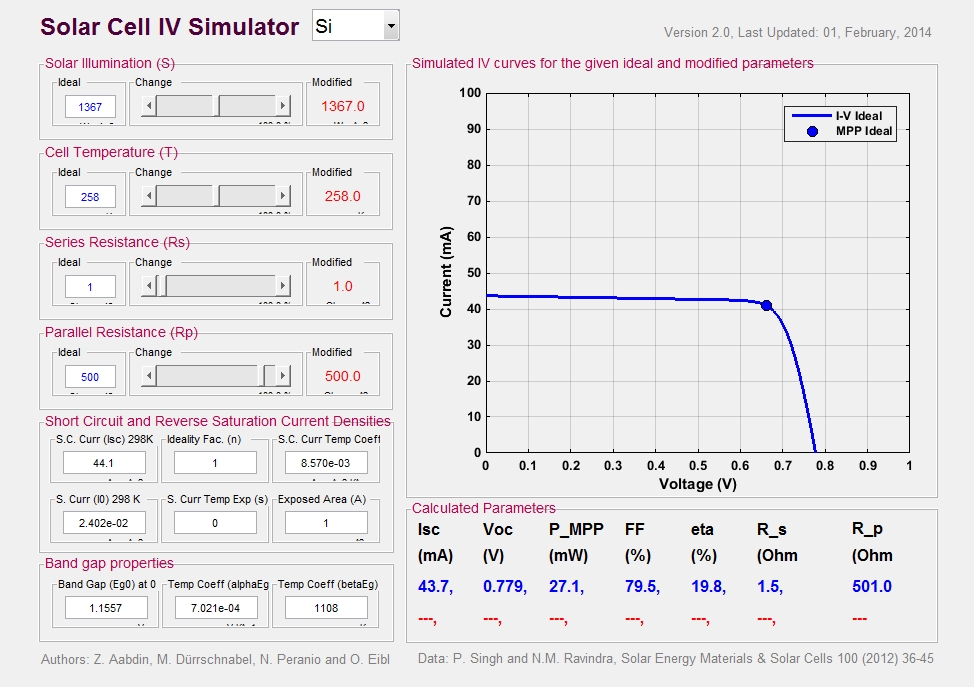 Solar Cell IV Simulator Si
Version 2.0, Last Updated: 01, February, 2014
Solar Illumination (S)
Ideal Change Modified
1367 1367.0
Cell Temperature (T)
Ideal Change Modified
258 258.0
Series Resistance (Rs)
Ideal Change Modified
1 1.0
Parallel Resistance (Rp)
Ideal Change Modified
500 500.0
Short Circuit and Reverse Saturation Current Densities
S.C. Curr (Isc) 298K Ideality Fac. (n) S.C. Curr Temp Coeff
44.1 1 8.570e-03
S. Curr (I0) 298 K S. Curr Temp Exp (s) Exposed Area (A)
2.402e-02 0 1
Band gap properties
Band Gap (Eg0) at 0 Temp Coeff (alphaEg Temp Coeff (betaEg)
1.1557 7.021e-04 1108
Simulated IV curves for the given ideal and modified parameters
I-V Ideal
MPP Ideal
100
90
80
70
60
50
40
30
20
10
0
Current (mA)
0 0.1 0.2 0.3 0.4 0.5 0.6 0.7 0.8 0.9 1
Voltage (V)
Calculated Parameters
Isc Voc P_MPP FF eta R_s R_p
(mA) (V) (mW) (%) (%) (Ohm (Ohm
43.7, 0.779, 27.1, 79.5, 19.8, 1.5, 501.0
---, ---, ---, ---, ---, ---, ---
Authors: Z. Aabdin, M. Dürrschnabel, N. Peranio and O. Eibl
Data: P. Singh and N.M. Ravindra, Solar Energy Materials & Solar Cells 100 (2012) 36-45